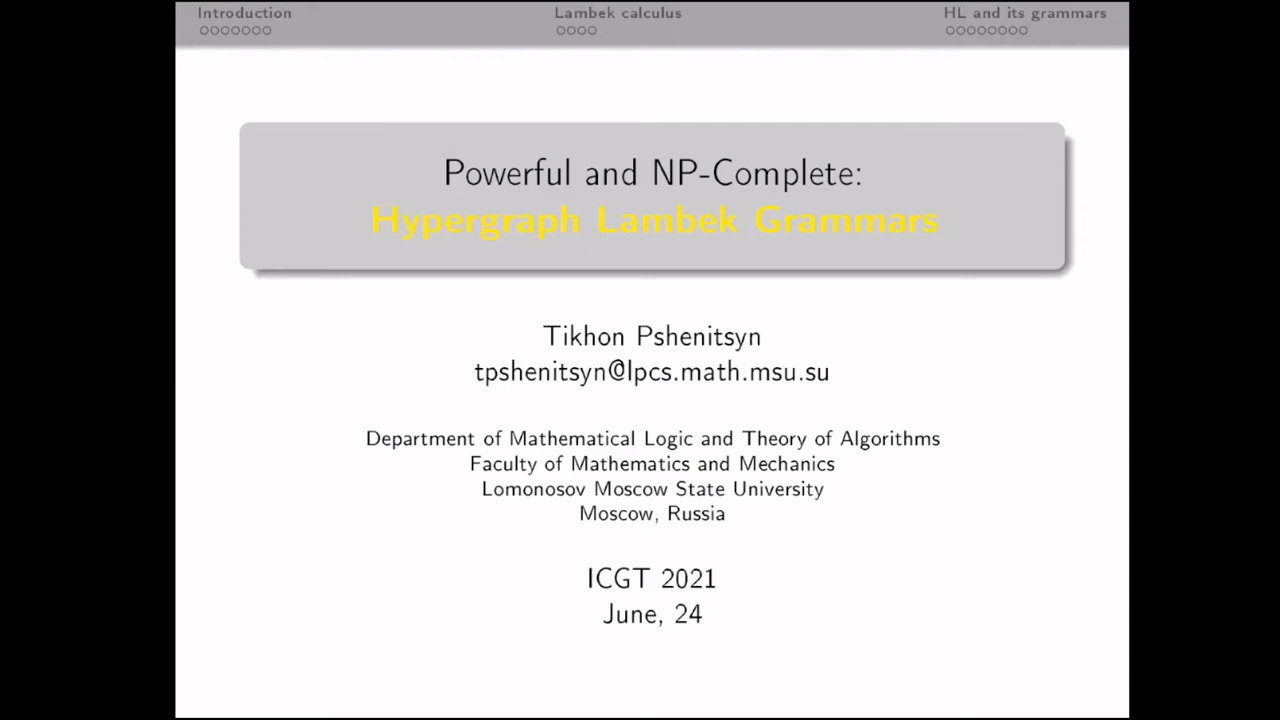 Introduction
Lambek calculus
HL and its grammars
Powerful and NP-Complete:
Hypergraph Lambek Grammars
Tikhon Pshenitsyn
tpshenitsyn@lpcs.math.msu.su
Department of Mathematical Logic and Theory of Algorithms
Faculty of Mathematics and Mechanics
Lomonosov Moscow State University
Moscow, Russia
ICGT 2021
June, 24